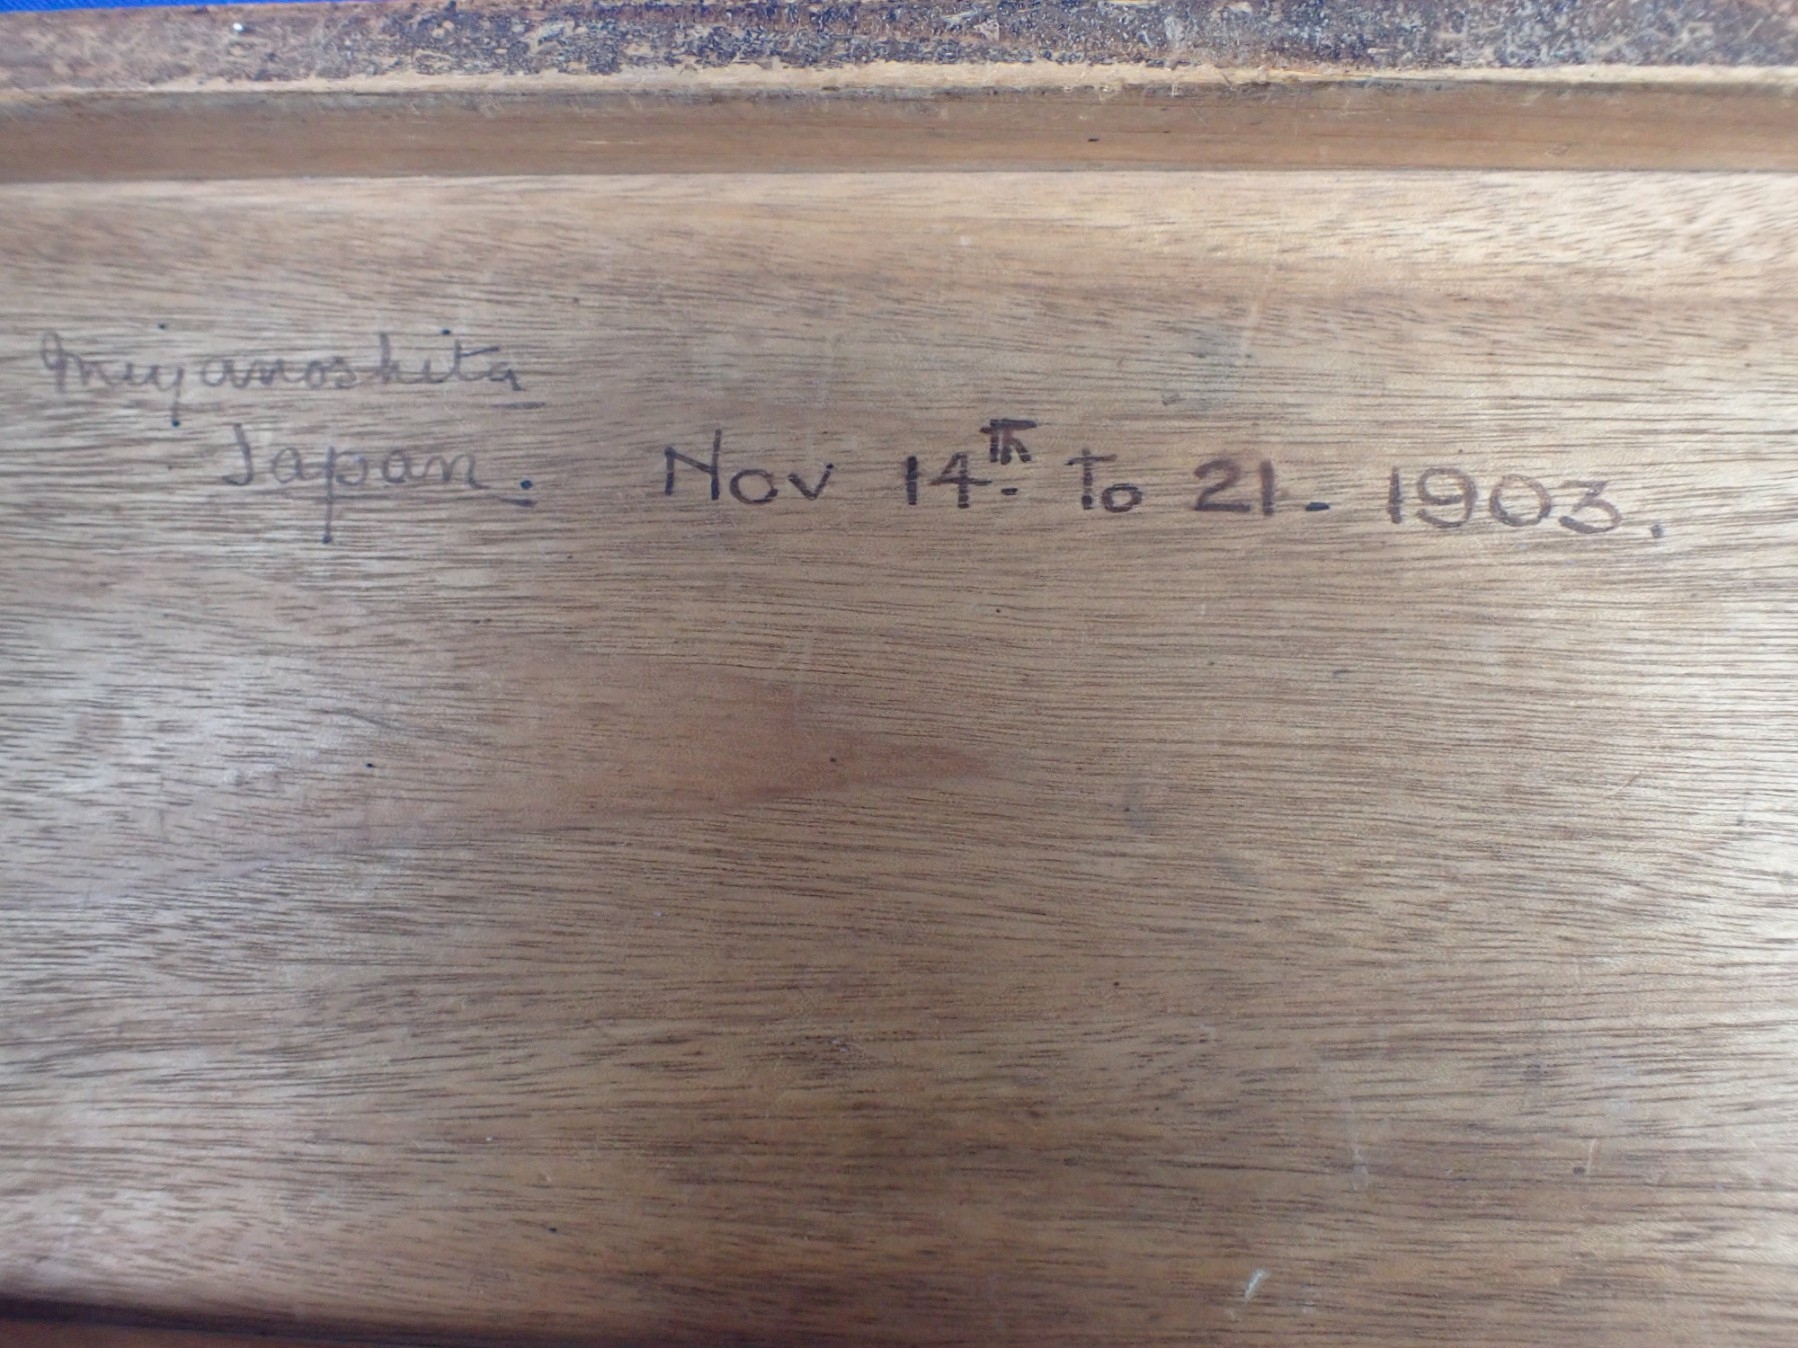 Miyanoshita
Japan. Nov 14th. To 21. 1903.